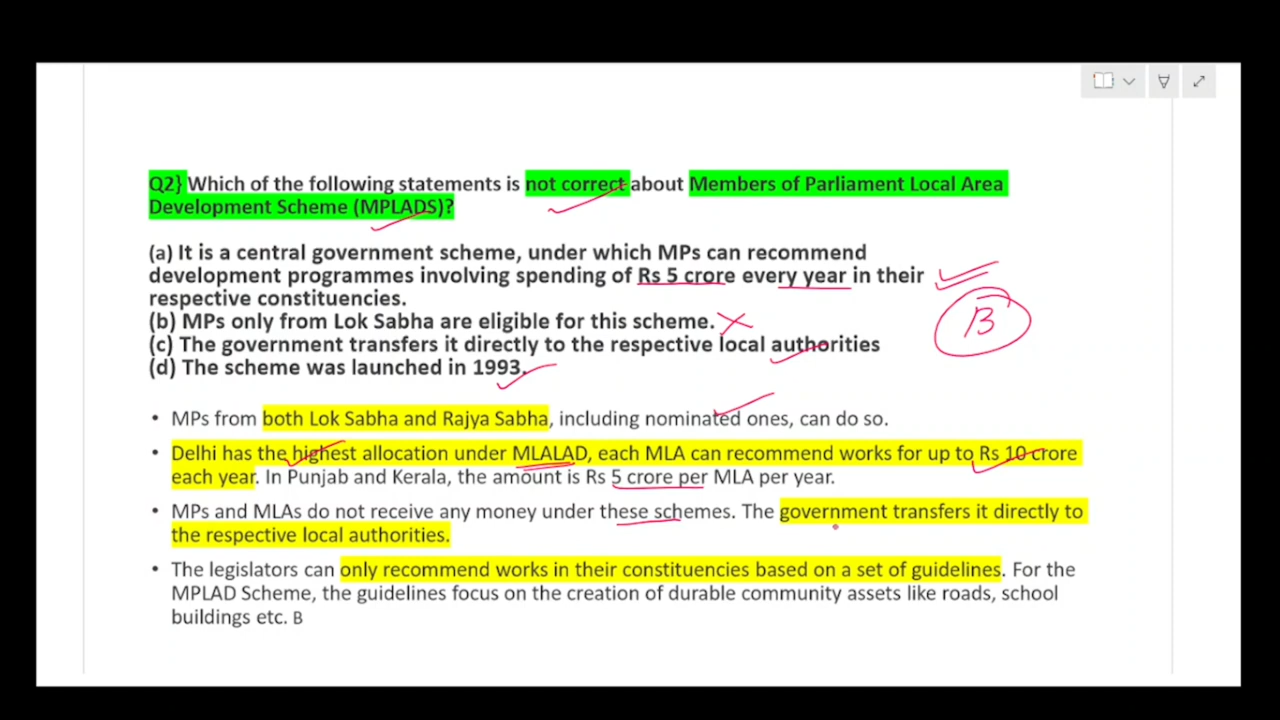 Q2} Which of the following statements is not correct about Members of Parliament Local Area
Development Scheme (MPLADS)?
(a) It is a central government scheme, under which MPs can recommend
development programmes involving spending of Rs 5 crore every year in their
respective constituencies.
(b) MPs only from Lok Sabha are eligible for this scheme.
B
(c) The government transfers it directly to the respective local authorities
(d) The scheme was launched in 1993.
• MPs from both Lok Sabha and Rajya Sabha, including nominated ones, can do so.
• Delhi has the highest allocation under MLALAD, each MLA can recommend works for up to Rs 10 crore
each year. In Punjab and Kerala, the amount is Rs 5 crore per MLA per year.
• MPs and MLAs do not receive any money under these schemes. The government transfers it directly to
the respective local authorities.
• The legislators can only recommend works in their constituencies based on a set of guidelines. For the
MPLAD Scheme, the guidelines focus on the creation of durable community assets like roads, school
buildings etc. B